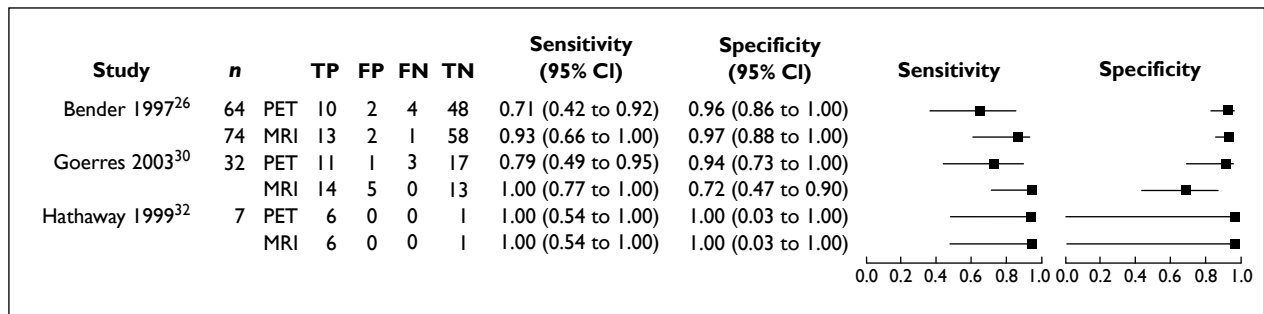 Sensitivity Specificity
Study n TP FP FN TN (95% CI) (95% CI) Sensitivity Specificity
Bender 1997²⁶ 64 PET 10 2 4 48 0.71 (0.42 to 0.92) 0.96 (0.86 to 1.00)
74 MRI 13 2 1 58 0.93 (0.66 to 1.00) 0.97 (0.88 to 1.00)
Goerres 2003³⁰ 32 PET 11 1 3 17 0.79 (0.49 to 0.95) 0.94 (0.73 to 1.00)
MRI 14 5 0 13 1.00 (0.77 to 1.00) 0.72 (0.47 to 0.90)
Hathaway 1999³² 7 PET 6 0 0 1 1.00 (0.54 to 1.00) 1.00 (0.03 to 1.00)
MRI 6 0 0 1 1.00 (0.54 to 1.00) 1.00 (0.03 to 1.00)
0.0 0.2 0.4 0.6 0.8 1.0 0.0 0.2 0.4 0.6 0.8 1.0